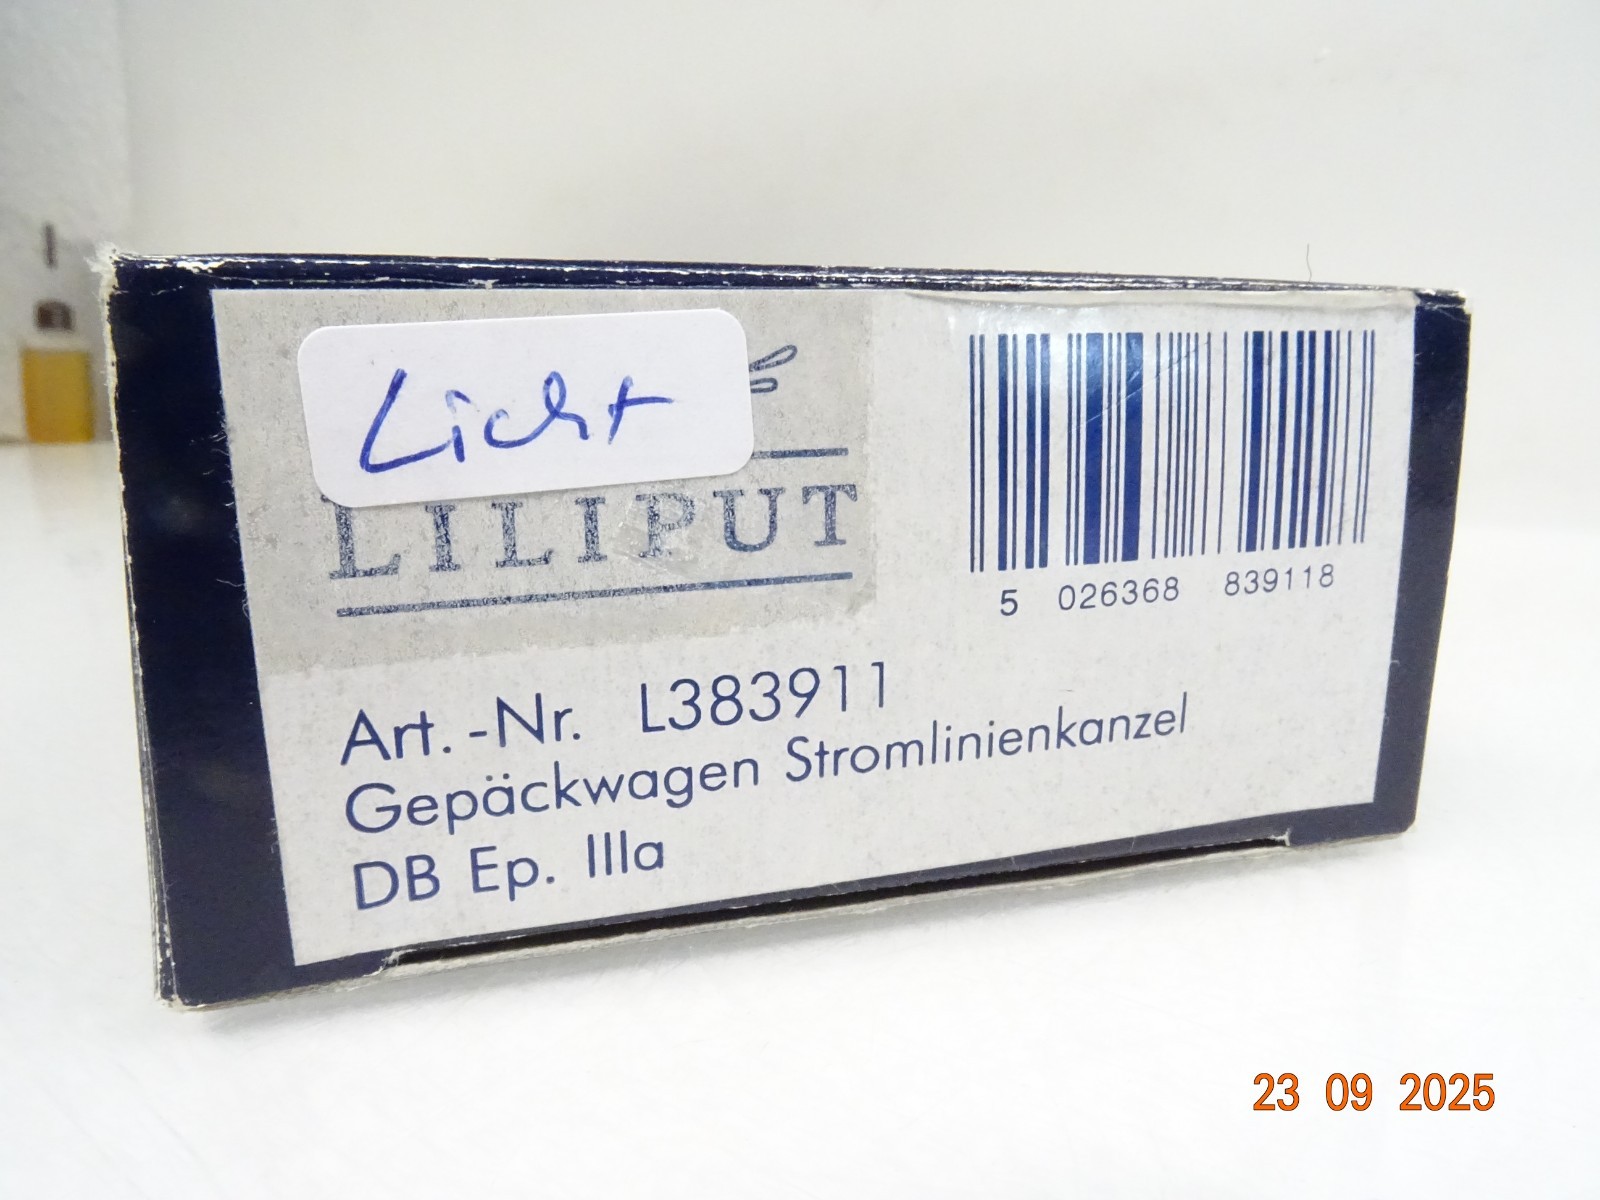 Licht
LILIPUT
5 026368 839118
Art.-Nr. L383911
Gepäckwagen Stromlinienkanzel
DB Ep. IIIa
23 09 2025